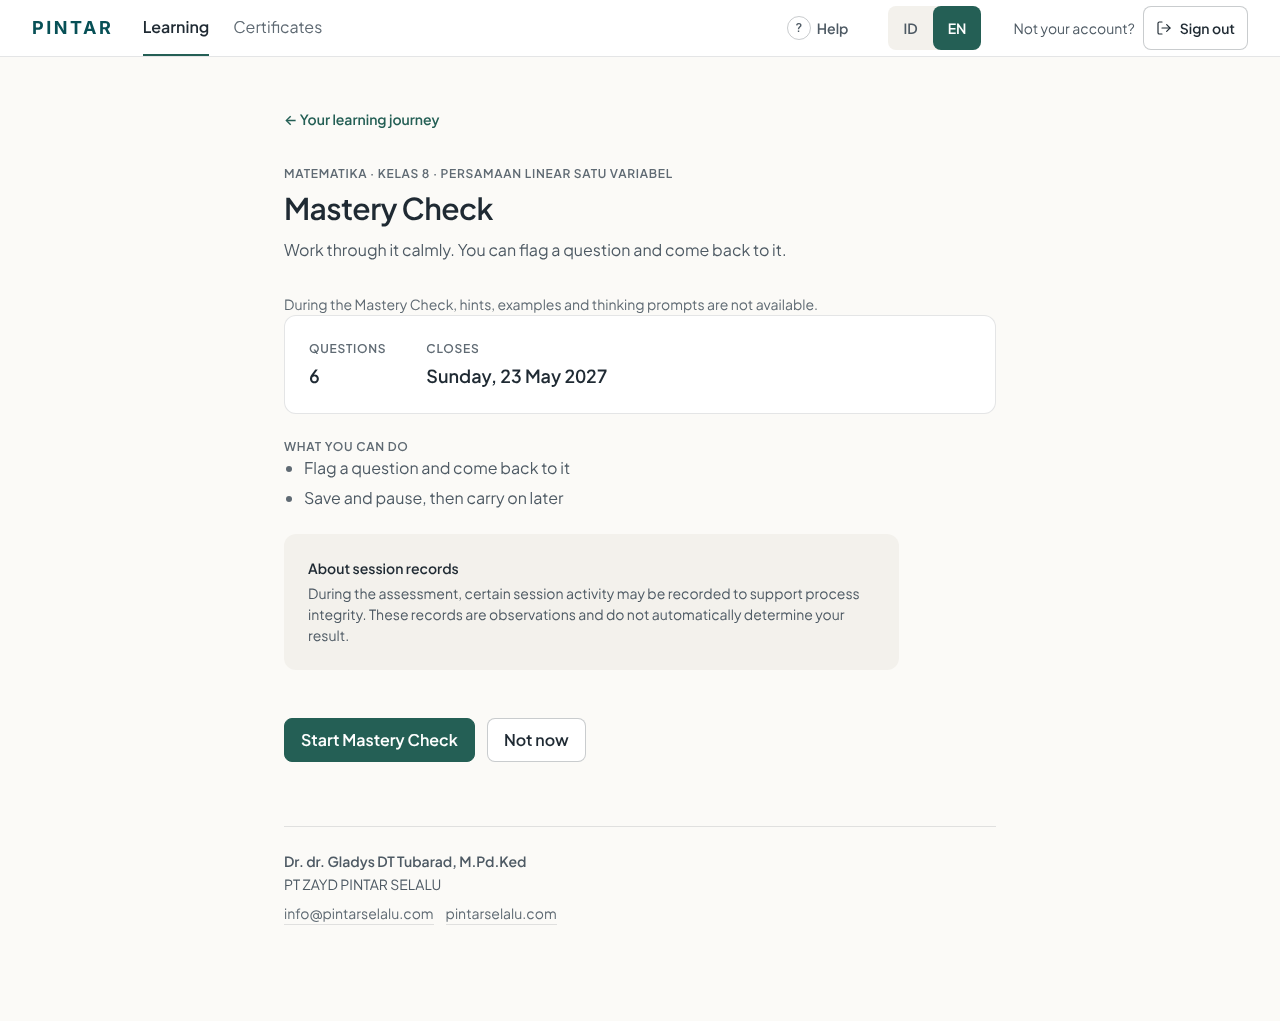 PINTAR
Learning
Certificates
? Help
ID
EN
Not your account?
Sign out
← Your learning journey
MATEMATIKA · KELAS 8 · PERSAMAAN LINEAR SATU VARIABEL
Mastery Check
Work through it calmly. You can flag a question and come back to it.
During the Mastery Check, hints, examples and thinking prompts are not available.
QUESTIONS
6
CLOSES
Sunday, 23 May 2027
WHAT YOU CAN DO
• Flag a question and come back to it
• Save and pause, then carry on later
About session records
During the assessment, certain session activity may be recorded to support process
integrity. These records are observations and do not automatically determine your
result.
Start Mastery Check
Not now
Dr. dr. Gladys DT Tubarad, M.Pd.Ked
PT ZAYD PINTAR SELALU
info@pintarselalu.com pintarselalu.com